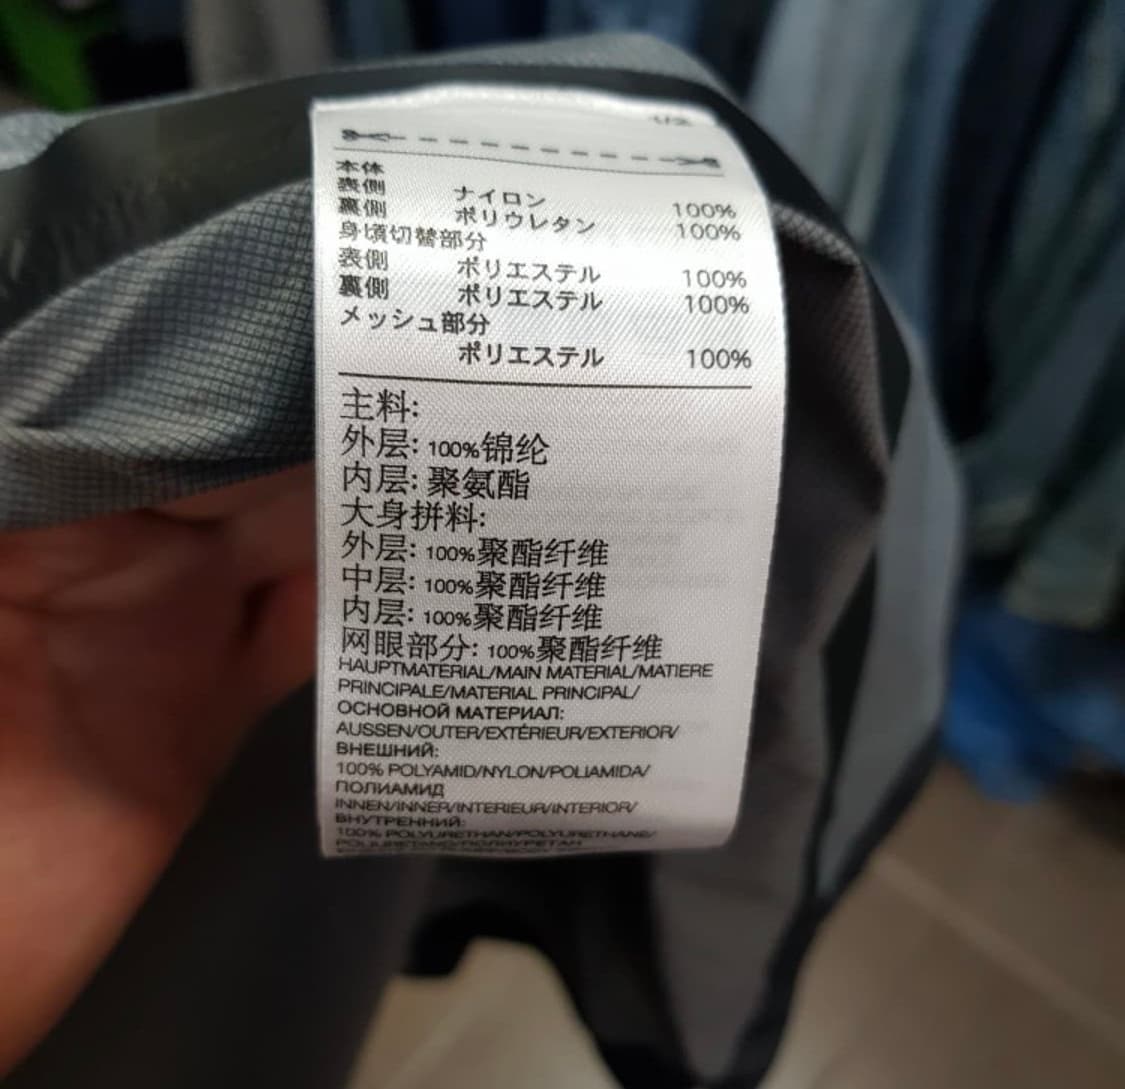 1/2
本体
表側 ナイロン 100%
裏側 ポリウレタン 100%
身頃切替部分
表側 ポリエステル 100%
裏側 ポリエステル 100%
メッシュ部分
ポリエステル 100%
主料:
外层: 100%锦纶
内层: 聚氨酯
大身拼料:
外层: 100%聚酯纤维
中层: 100%聚酯纤维
内层: 100%聚酯纤维
网眼部分: 100%聚酯纤维
HAUPTMATERIAL/MAIN MATERIAL/MATIERE
PRINCIPALE/MATERIAL PRINCIPAL/
ОСНОВНОЙ МАТЕРИАЛ:
AUSSEN/OUTER/EXTÉRIEUR/EXTERIOR/
ВНЕШНИЙ:
100% POLYAMID/NYLON/POLIAMIDA/
ПОЛИАМИД
INNEN/INNER/INTERIEUR/INTERIOR/
ВНУТРЕННИЙ:
100% POLYURETHAN/POLYURETHANE/
POLIURETANO/ПОЛИУРЕТАН